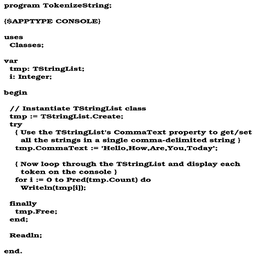 program TokenizeString;
{$APPTYPE CONSOLE}
uses
Classes;
var
tmp: TStringList;
i: Integer;
begin
// Instantiate TStringList class
tmp := TStringList.Create;
try
{ Use the TStringList's CommaText property to get/set
all the strings in a single comma-delimited string }
tmp.CommaText := 'Hello,How,Are,You,Today';
{ Now loop through the TStringList and display each
token on the console }
for i := 0 to Pred(tmp.Count) do
Writeln(tmp[i]);
finally
tmp.Free;
end;
Readln;
end.